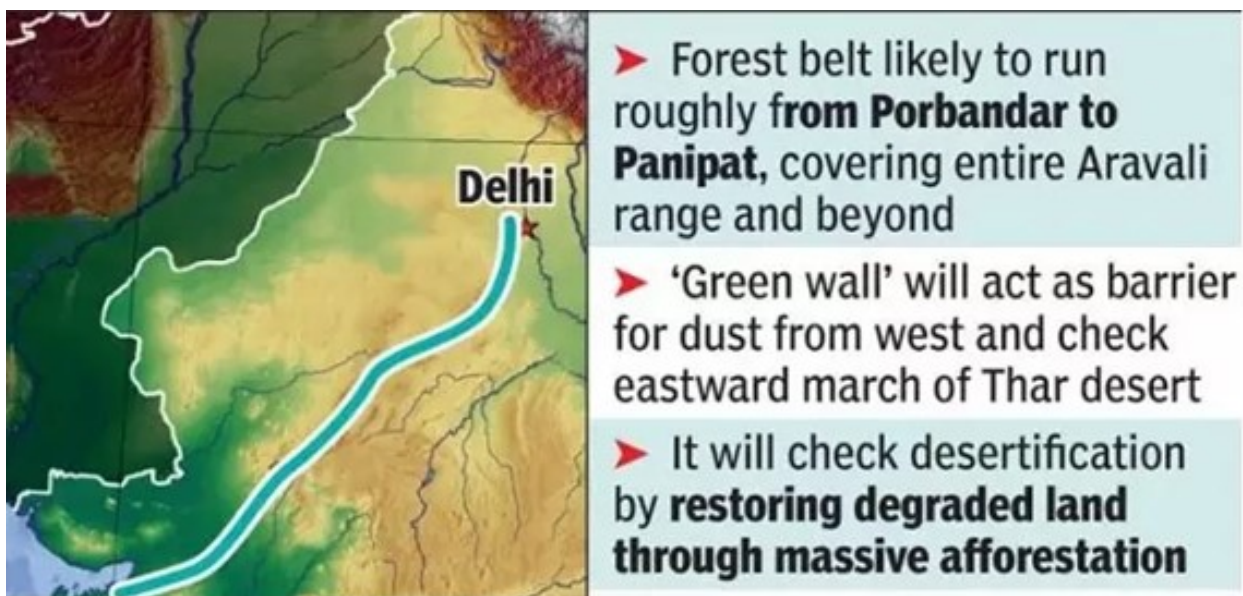 Delhi
➤ Forest belt likely to run
roughly from Porbandar to
Panipat, covering entire Aravali
range and beyond
➤ ‘Green wall’ will act as barrier
for dust from west and check
eastward march of Thar desert
➤ It will check desertification
by restoring degraded land
through massive afforestation